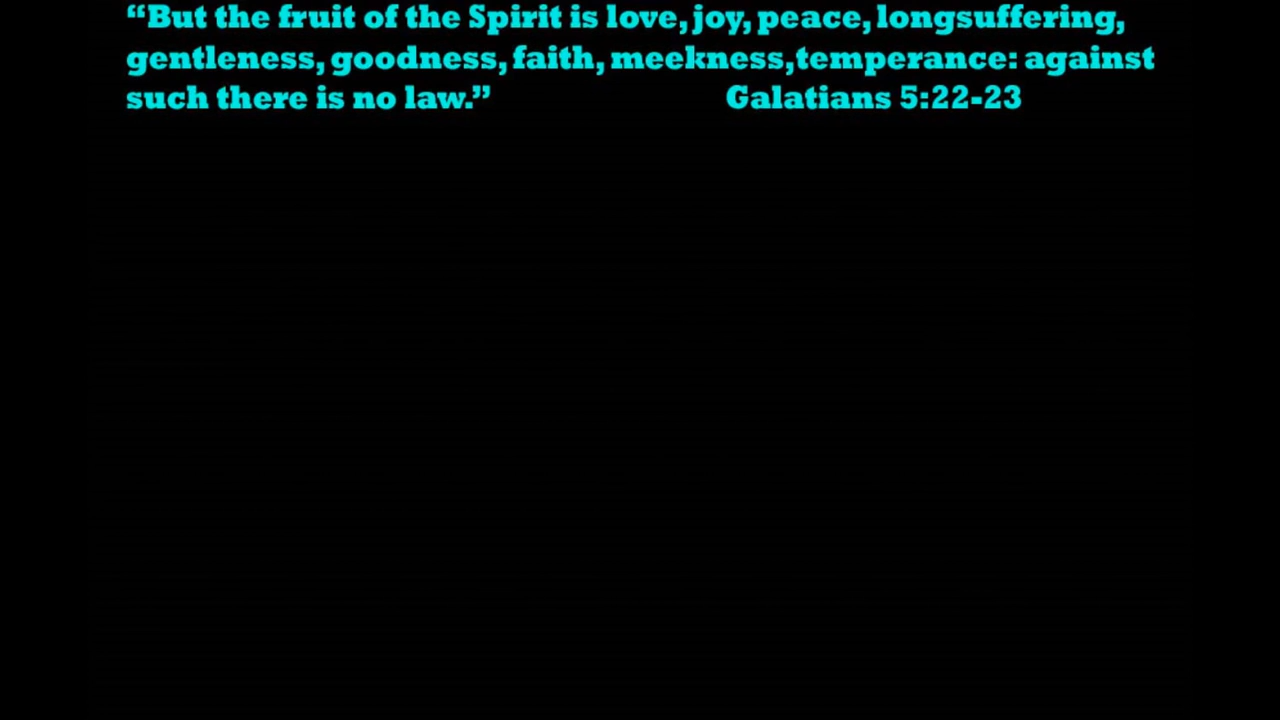 “But the fruit of the Spirit is love, joy, peace, longsuffering,
gentleness, goodness, faith, meekness,temperance: against
such there is no law.” Galatians 5:22-23